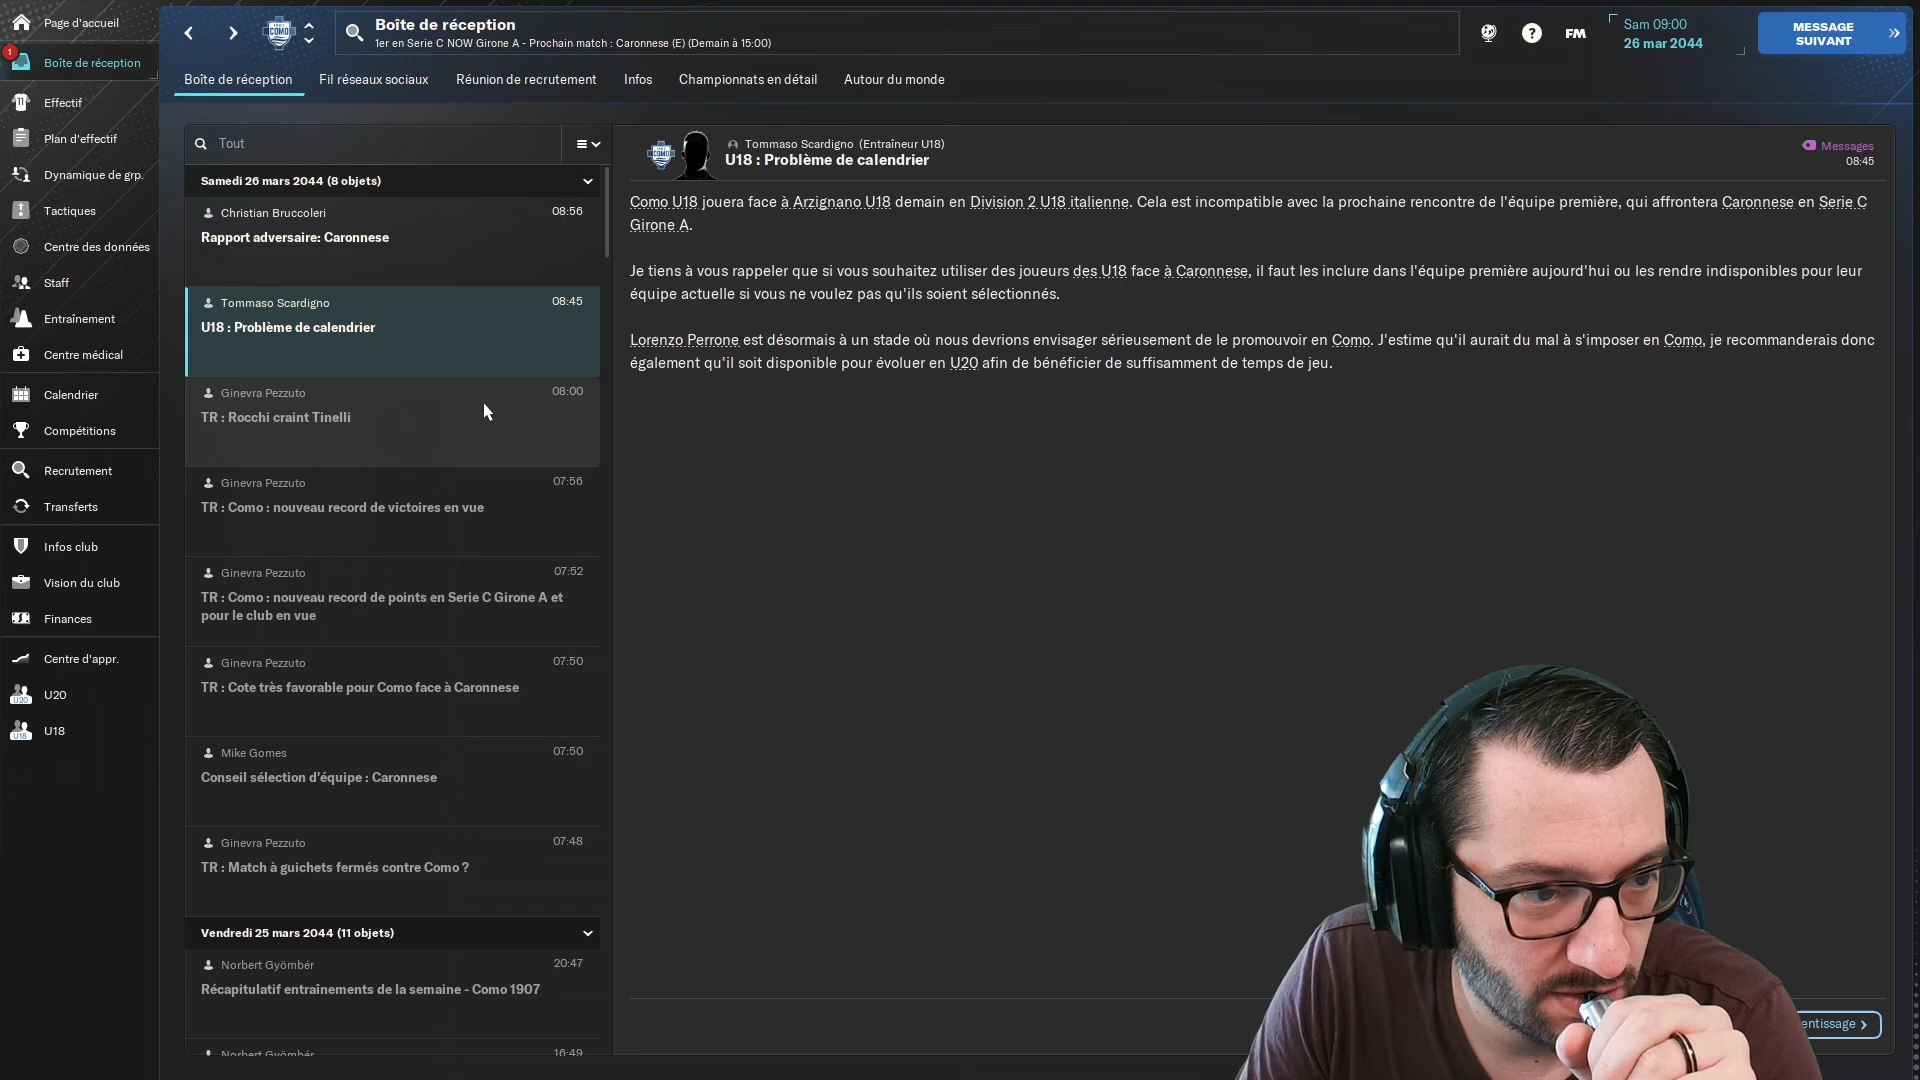 Page d'accueil
1
Boîte de réception
Effectif
Plan d'effectif
Dynamique de grp.
Tactiques
Centre des données
Staff
Entraînement
Centre médical
Calendrier
Compétitions
Recrutement
Transferts
Infos club
Vision du club
Finances
Centre d'appr.
U20
U18
COMO
Boîte de réception
1er en Serie C NOW Girone A - Prochain match : Caronnese (E) (Demain à 15:00)
FM
Sam 09:00
26 mar 2044
MESSAGE
SUIVANT
Boîte de réception
Fil réseaux sociaux
Réunion de recrutement
Infos
Championnats en détail
Autour du monde
Tout
Samedi 26 mars 2044 (8 objets)
Christian Bruccoleri 08:56
Rapport adversaire: Caronnese
Tommaso Scardigno 08:45
U18 : Problème de calendrier
Ginevra Pezzuto 08:00
TR : Rocchi craint Tinelli
Ginevra Pezzuto 07:56
TR : Como : nouveau record de victoires en vue
Ginevra Pezzuto 07:52
TR : Como : nouveau record de points en Serie C Girone A et
pour le club en vue
Ginevra Pezzuto 07:50
TR : Cote très favorable pour Como face à Caronnese
Mike Gomes 07:50
Conseil sélection d'équipe : Caronnese
Ginevra Pezzuto 07:48
TR : Match à guichets fermés contre Como ?
Vendredi 25 mars 2044 (11 objets)
Norbert Gyömbér 20:47
Récapitulatif entraînements de la semaine - Como 1907
Norbert Gyömbér 16:49
COMO
Tommaso Scardigno (Entraîneur U18)
U18 : Problème de calendrier
Messages
08:45
Como U18 jouera face à Arzignano U18 demain en Division 2 U18 italienne. Cela est incompatible avec la prochaine rencontre de l'équipe première, qui affrontera Caronnese en Serie C
Girone A.
Je tiens à vous rappeler que si vous souhaitez utiliser des joueurs des U18 face à Caronnese, il faut les inclure dans l'équipe première aujourd'hui ou les rendre indisponibles pour leur
équipe actuelle si vous ne voulez pas qu'ils soient sélectionnés.
Lorenzo Perrone est désormais à un stade où nous devrions envisager sérieusement de le promouvoir en Como. J'estime qu'il aurait du mal à s'imposer en Como, je recommanderais donc
également qu'il soit disponible pour évoluer en U20 afin de bénéficier de suffisamment de temps de jeu.
entissage